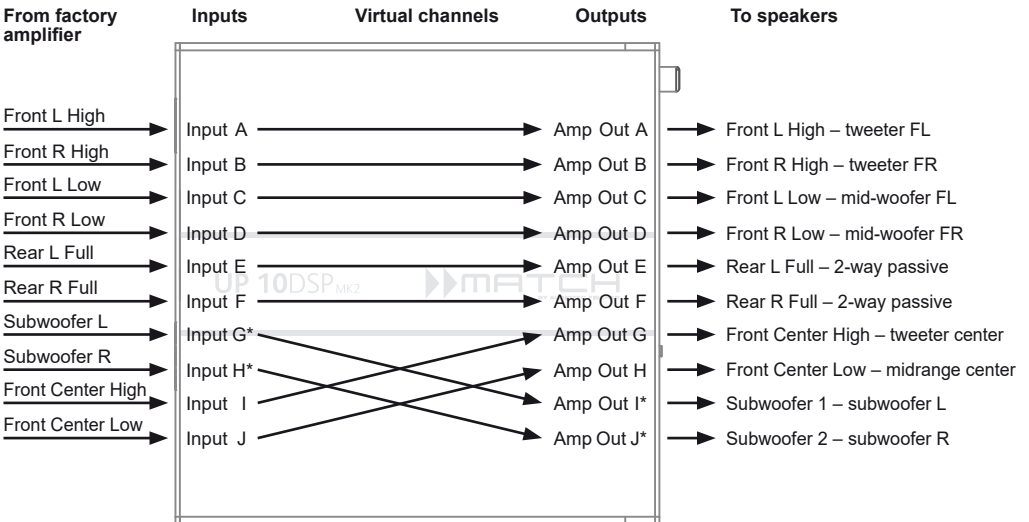 From factory
amplifier
Inputs
Virtual channels
Outputs
To speakers
Front L High
Input A
Amp Out A
Front L High – tweeter FL
Front R High
Input B
Amp Out B
Front R High – tweeter FR
Front L Low
Input C
Amp Out C
Front L Low – mid-woofer FL
Front R Low
Input D
Amp Out D
Front R Low – mid-woofer FR
Rear L Full
Input E
Amp Out E
Rear L Full – 2-way passive
UP 10DSP MK2
MATCH
Rear R Full
Input F
Amp Out F
Rear R Full – 2-way passive
Subwoofer L
Input G*
Amp Out G
Front Center High – tweeter center
Subwoofer R
Input H*
Amp Out H
Front Center Low – midrange center
Front Center High
Input I
Amp Out I*
Subwoofer 1 – subwoofer L
Front Center Low
Input J
Amp Out J*
Subwoofer 2 – subwoofer R